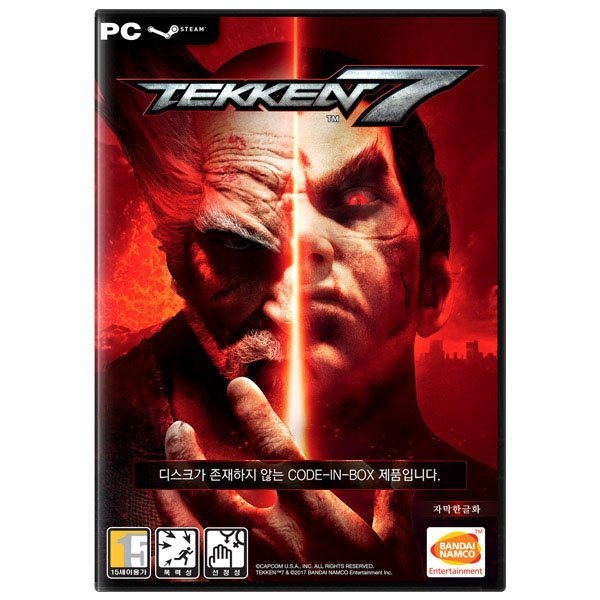 PC STEAM®
TEKKEN 7
TM
디스크가 존재하지 않는 CODE-IN-BOX 제품입니다.
자막한글화
15
15세이용가
폭력성
선정성
©CAPCOM U.S.A., INC. ALL RIGHTS RESERVED.
TEKKEN™7 & ©2017 BANDAI NAMCO Entertainment Inc.
TM
BANDAI
NAMCO
Entertainment